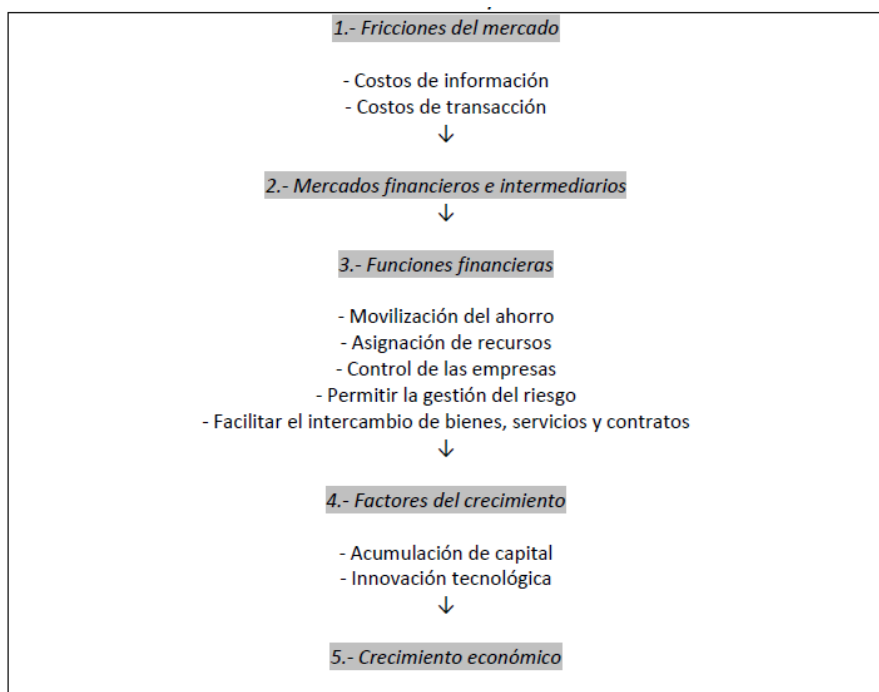 1.- Fricciones del mercado
- Costos de información
- Costos de transacción
↓
2.- Mercados financieros e intermediarios
↓
3.- Funciones financieras
- Movilización del ahorro
- Asignación de recursos
- Control de las empresas
- Permitir la gestión del riesgo
- Facilitar el intercambio de bienes, servicios y contratos
↓
4.- Factores del crecimiento
- Acumulación de capital
- Innovación tecnológica
↓
5.- Crecimiento económico